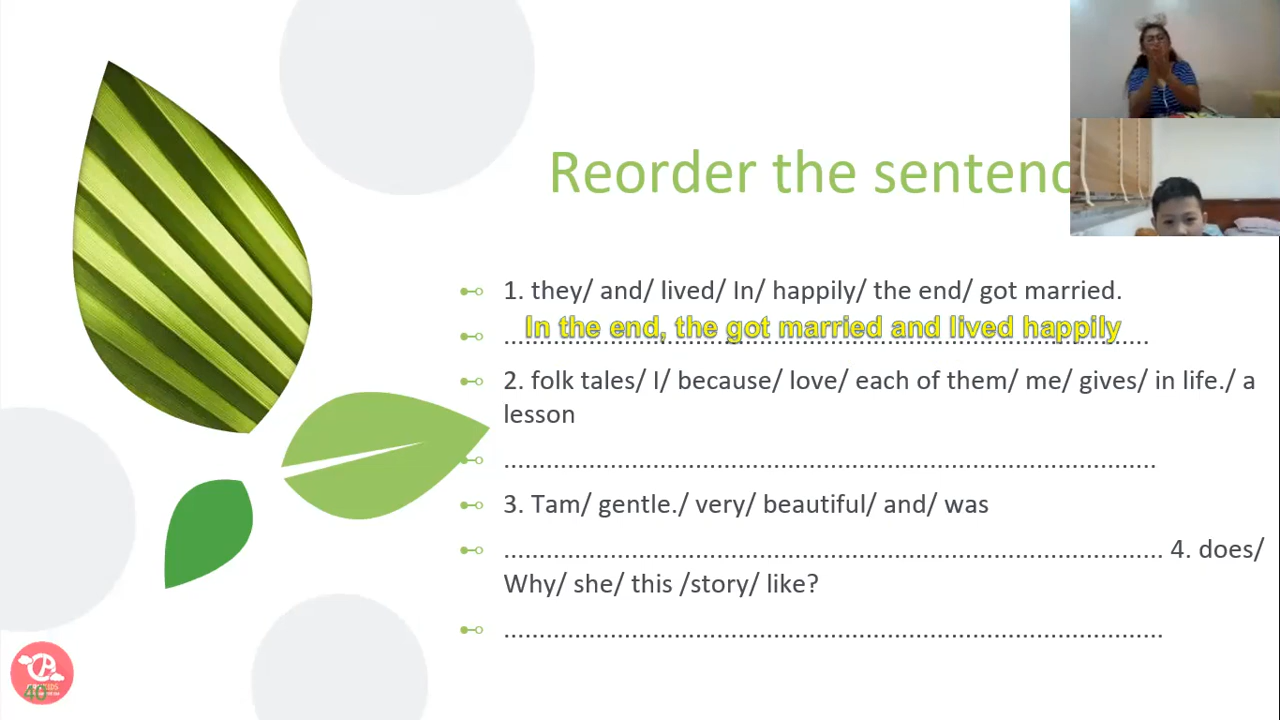 Reorder the sentenc
1. they/ and/ lived/ In/ happily/ the end/ got married.
In the end, the got married and lived happily
2. folk tales/ I/ because/ love/ each of them/ me/ gives/ in life./ a
lesson
3. Tam/ gentle./ very/ beautiful/ and/ was
4. does/
Why/ she/ this /story/ like?
40